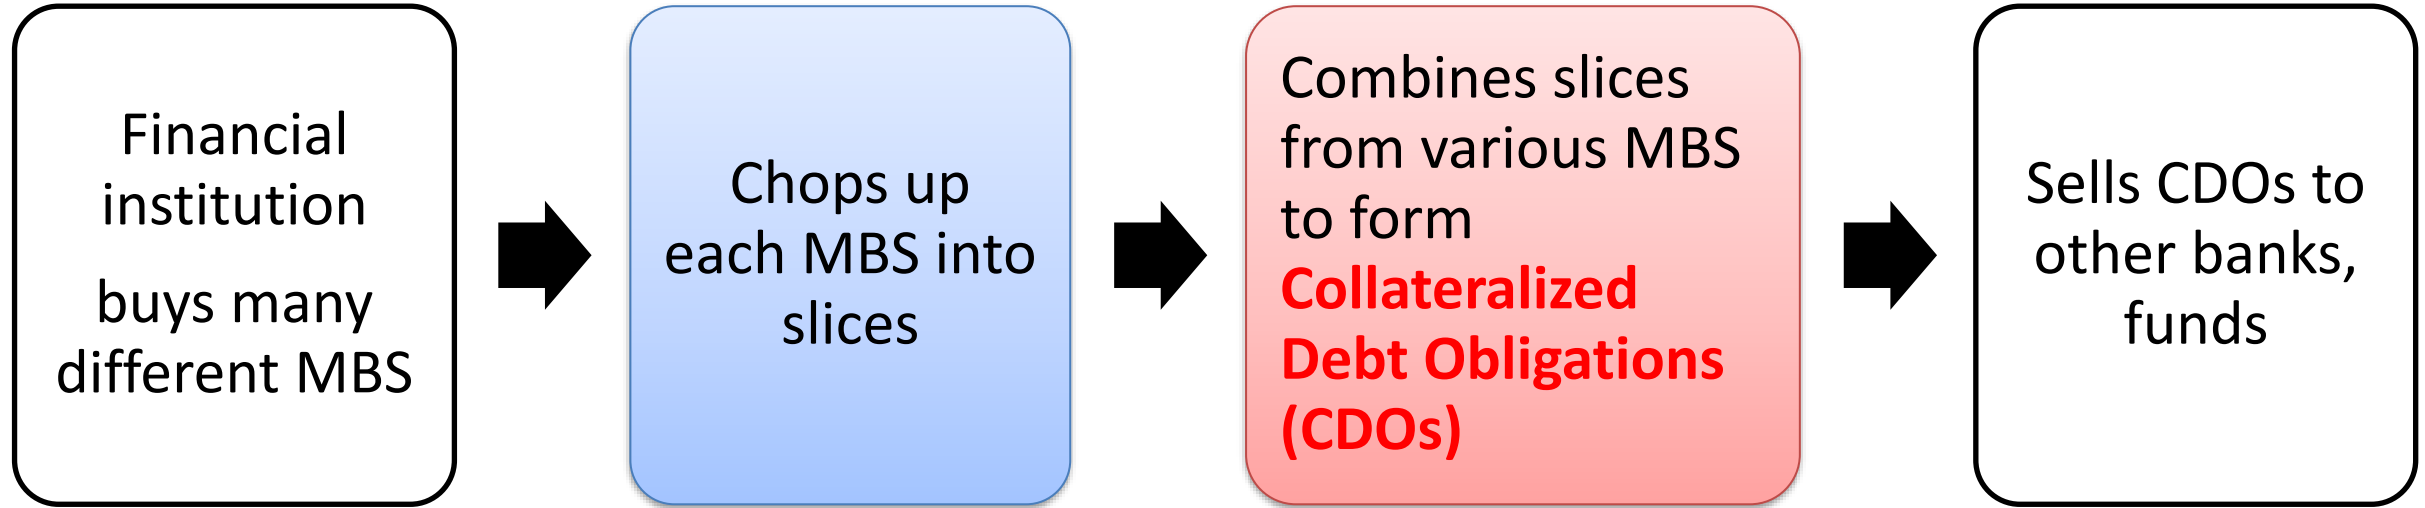 Financial
institution
buys many
different MBS
Chops up
each MBS into
slices
Combines slices
from various MBS
to form
Collateralized
Debt Obligations
(CDOs)
Sells CDOs to
other banks,
funds